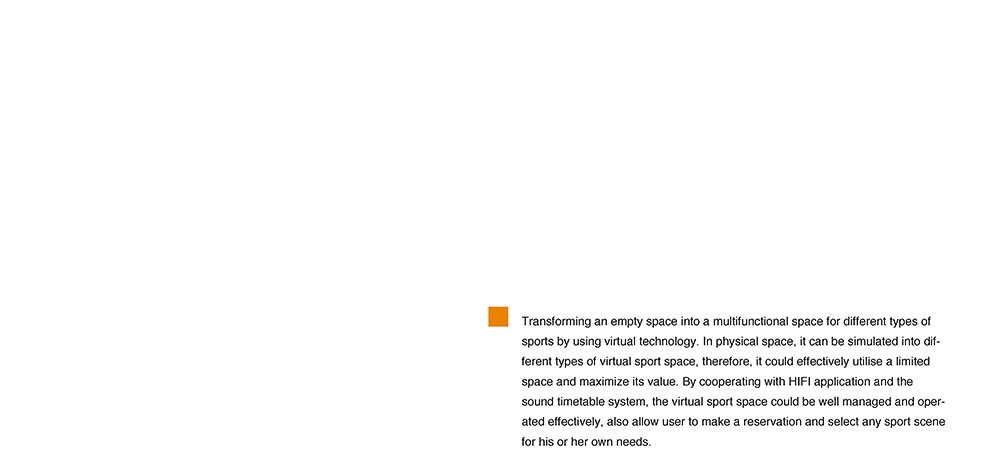 Transforming an empty space into a multifunctional space for different types of
sports by using virtual technology. In physical space, it can be simulated into dif-
ferent types of virtual sport space, therefore, it could effectively utilise a limited
space and maximize its value. By cooperating with HIFI application and the
sound timetable system, the virtual sport space could be well managed and oper-
ated effectively, also allow user to make a reservation and select any sport scene
for his or her own needs.